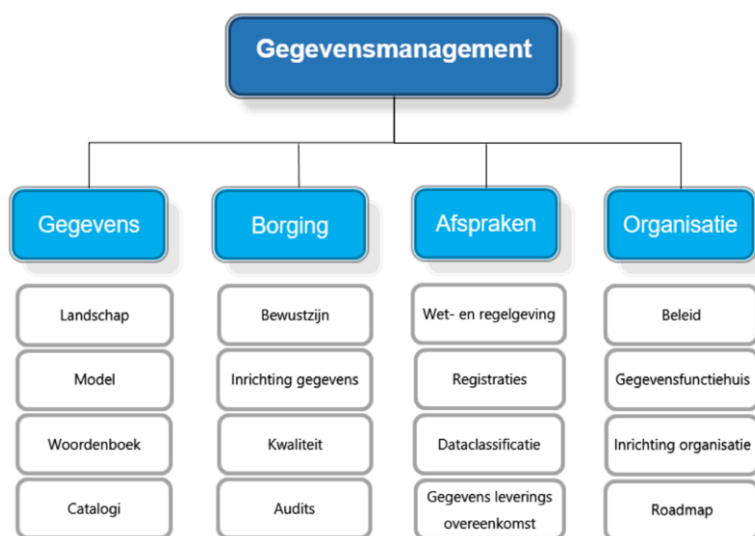 Gegevensmanagement
Gegevens
Borging
Afspraken
Organisatie
Landschap
Bewustzijn
Wet- en regelgeving
Beleid
Model
Inrichting gegevens
Registraties
Gegevensfunctiehuis
Woordenboek
Kwaliteit
Dataclassificatie
Inrichting organisatie
Catalogi
Audits
Gegevens leverings
overeenkomst
Roadmap